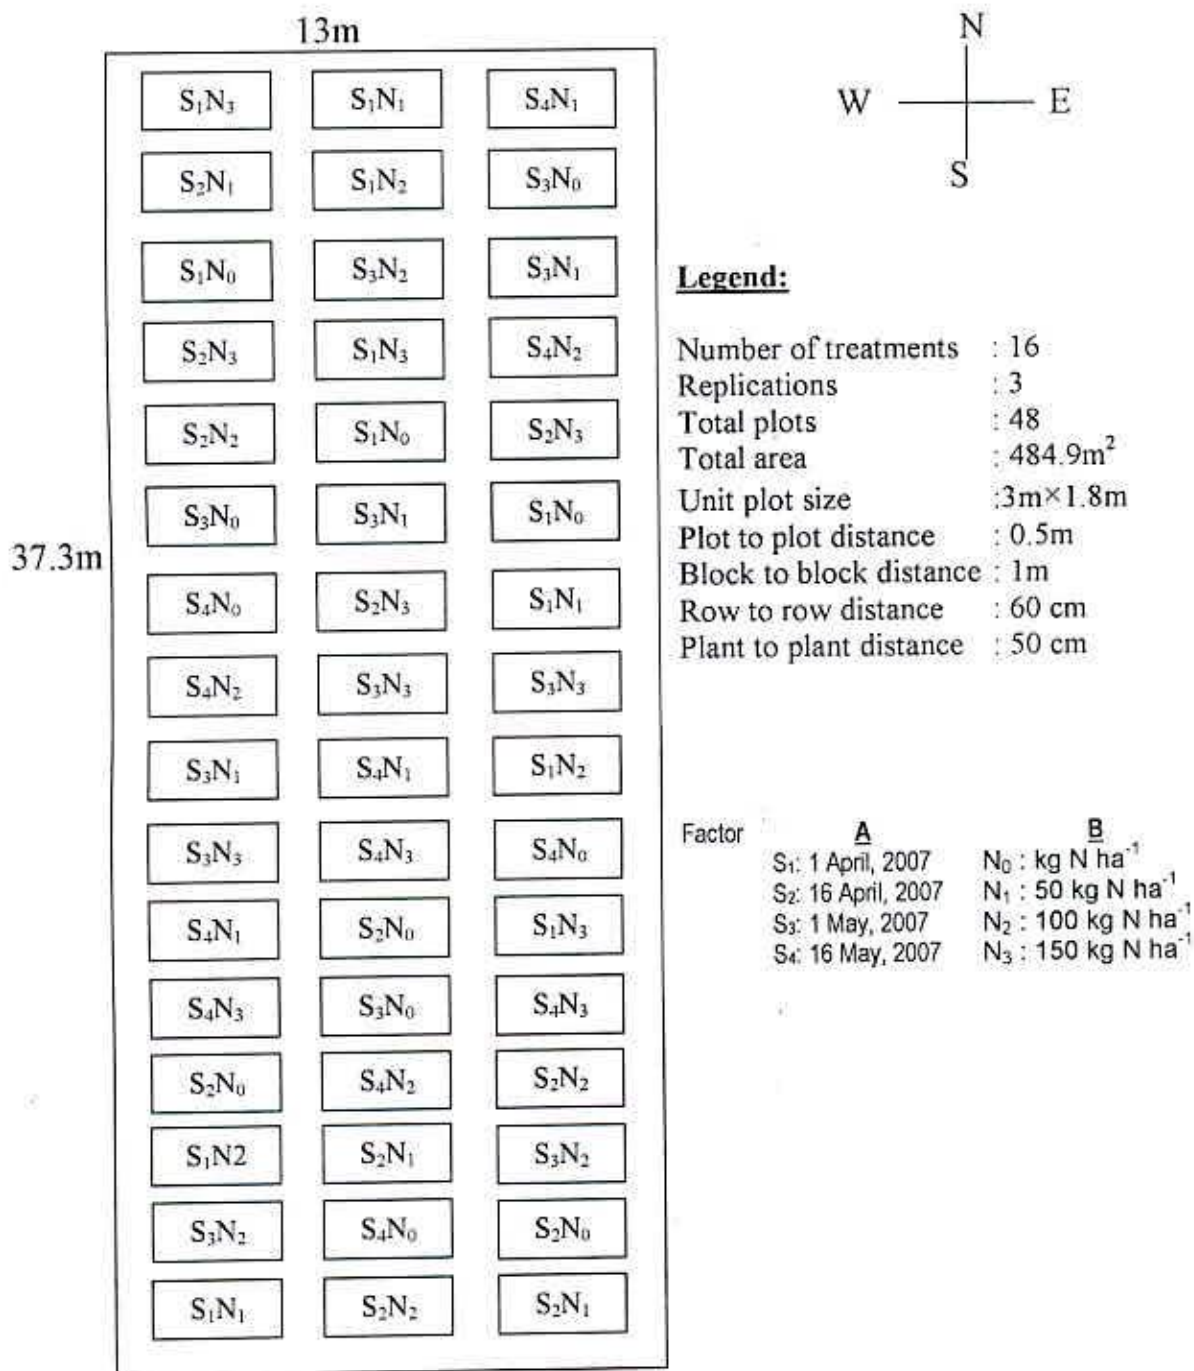 13m
N
W E
S
37.3m
S₁N₃ S₁N₁ S₄N₁
S₂N₁ S₁N₂ S₃N₀
S₁N₀ S₃N₂ S₃N₁
S₂N₃ S₁N₃ S₄N₂
S₂N₂ S₁N₀ S₂N₃
S₃N₀ S₃N₁ S₁N₀
S₄N₀ S₂N₃ S₁N₁
S₄N₂ S₃N₃ S₃N₃
S₃N₁ S₄N₁ S₁N₂
S₃N₃ S₄N₃ S₄N₀
S₄N₁ S₂N₀ S₁N₃
S₄N₃ S₃N₀ S₄N₃
S₂N₀ S₄N₂ S₂N₂
S₁N2 S₂N₁ S₃N₂
S₃N₂ S₄N₀ S₂N₀
S₁N₁ S₂N₂ S₂N₁
Legend:
Number of treatments : 16
Replications : 3
Total plots : 48
Total area : 484.9m²
Unit plot size :3m×1.8m
Plot to plot distance : 0.5m
Block to block distance : 1m
Row to row distance : 60 cm
Plant to plant distance : 50 cm
Factor A B
S₁: 1 April, 2007 N₀ : kg N ha⁻¹
S₂: 16 April, 2007 N₁ : 50 kg N ha⁻¹
S₃: 1 May, 2007 N₂ : 100 kg N ha⁻¹
S₄: 16 May, 2007 N₃ : 150 kg N ha⁻¹